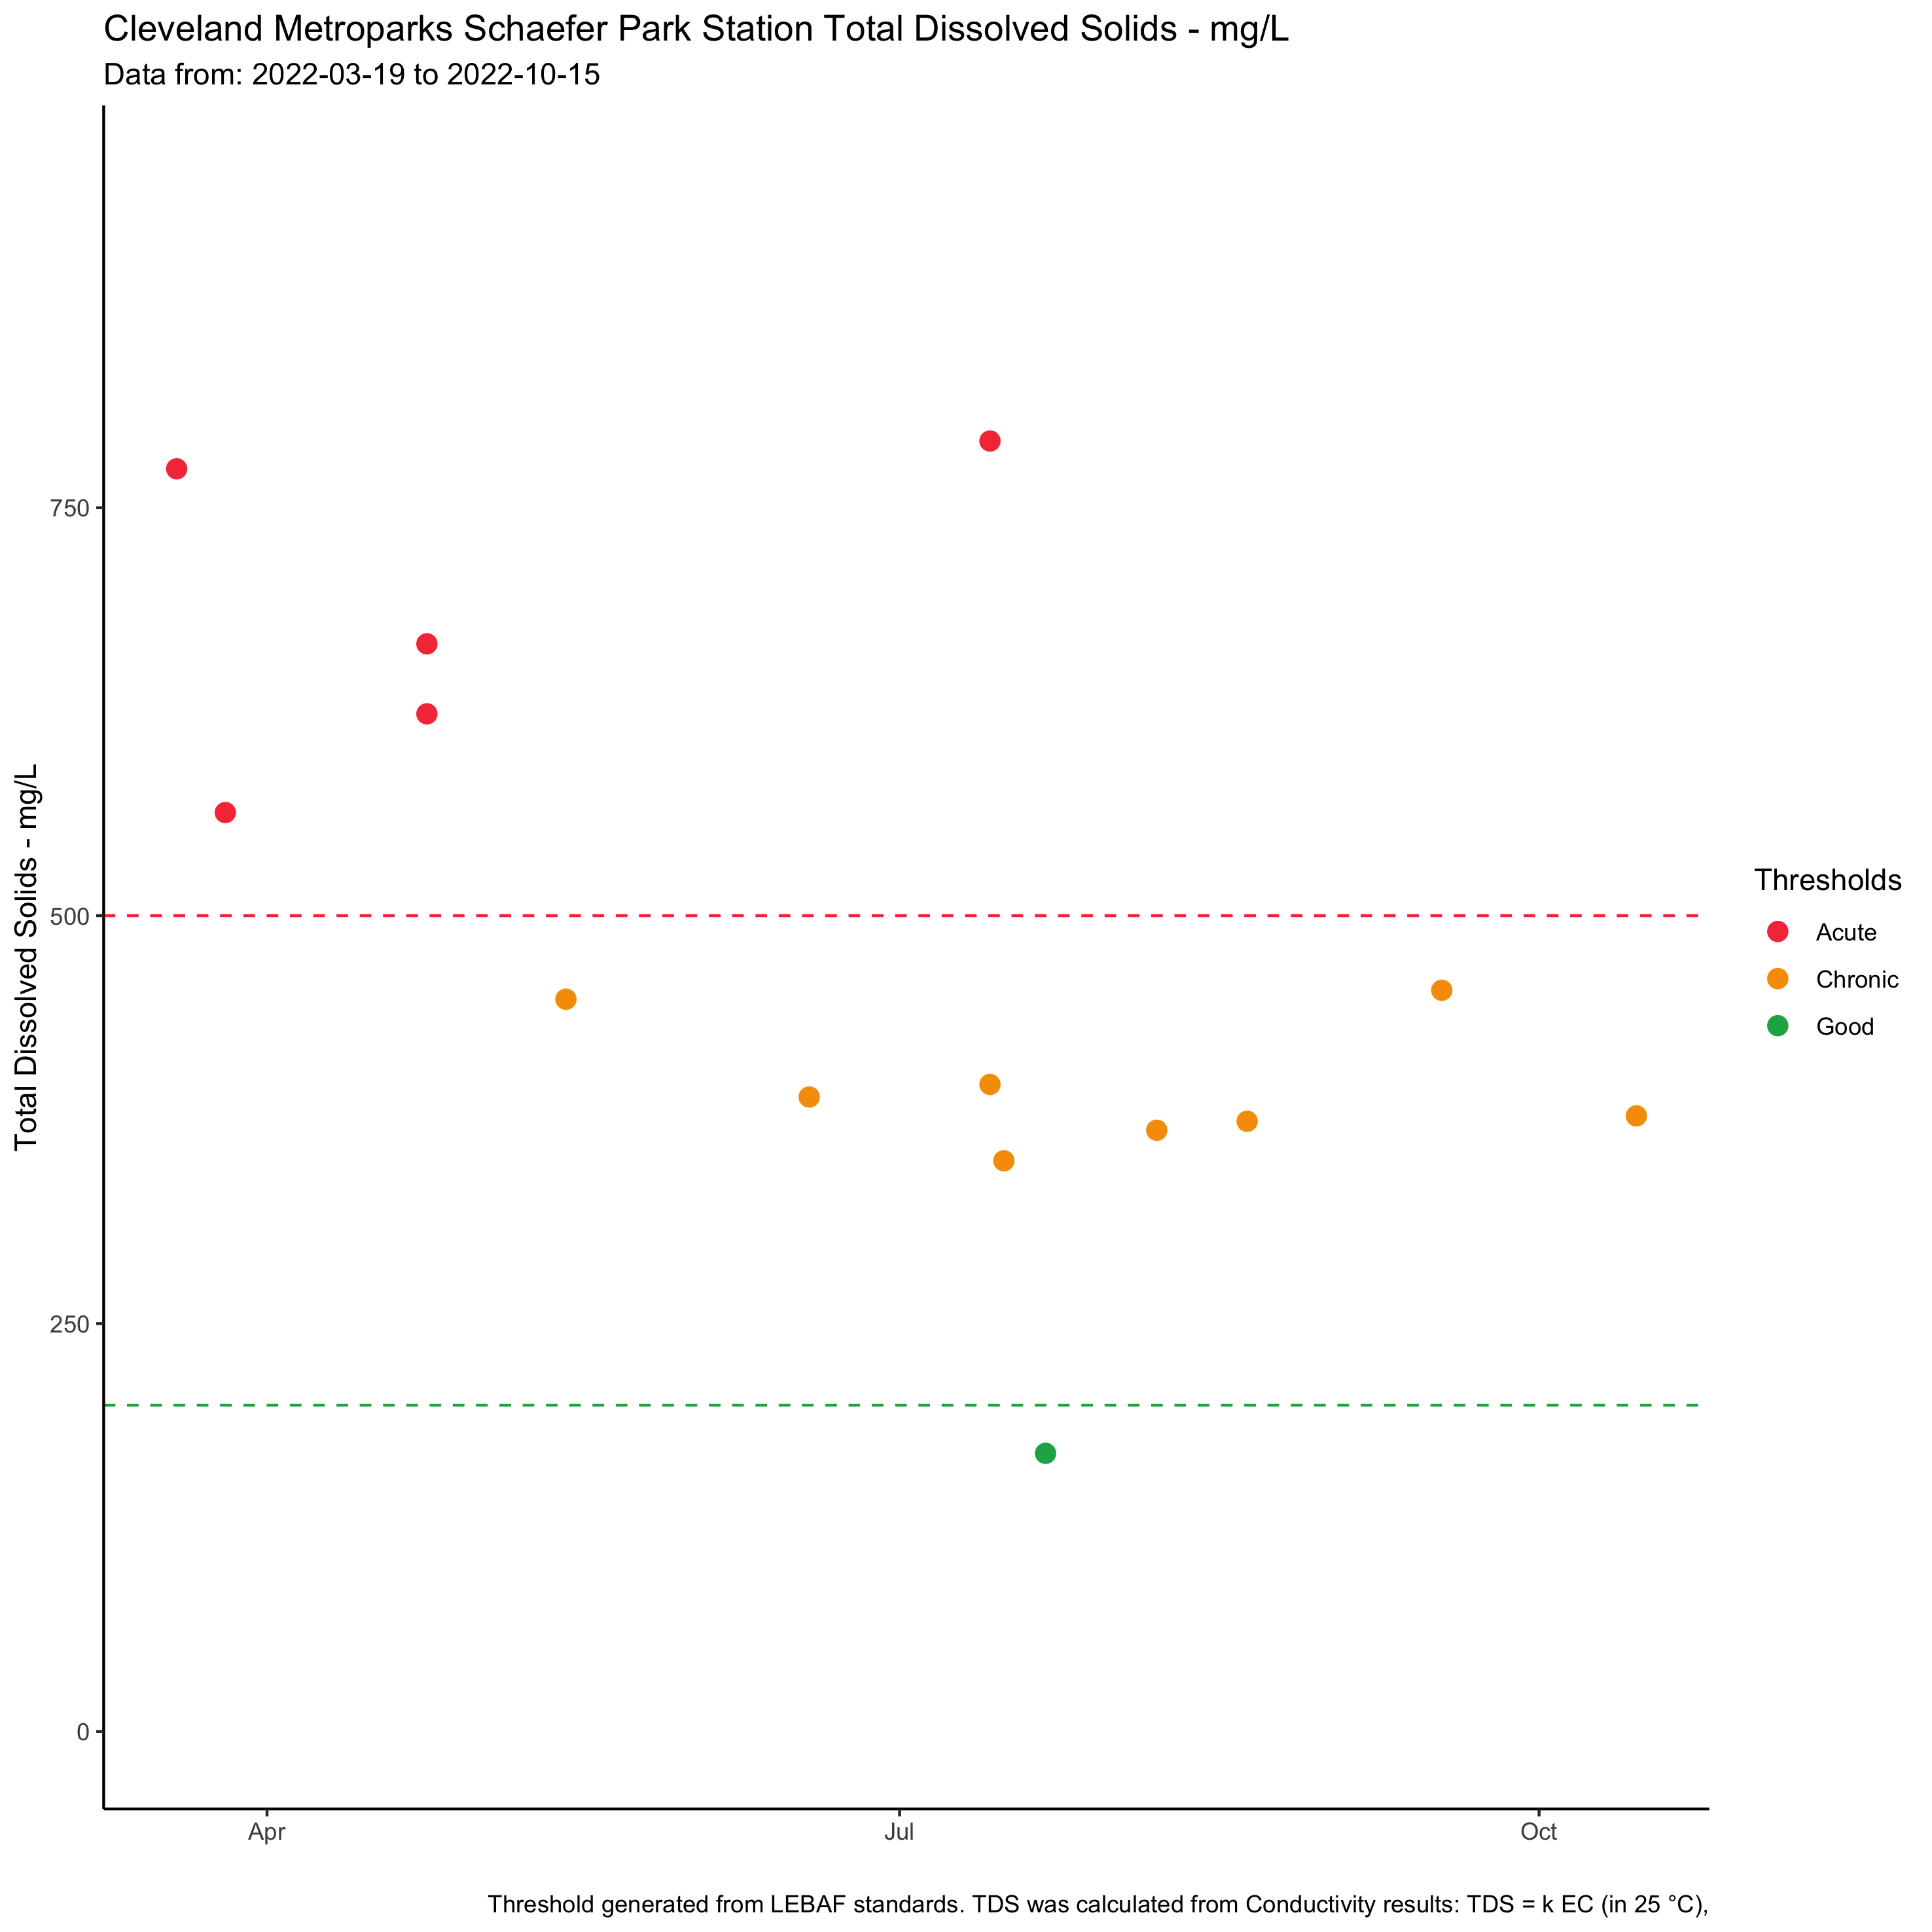 Cleveland Metroparks Schaefer Park Station Total Dissolved Solids - mg/L
Data from: 2022-03-19 to 2022-10-15
Total Dissolved Solids - mg/L
750
500
250
0
Apr
Jul
Oct
Thresholds
Acute
Chronic
Good
Threshold generated from LEBAF standards. TDS was calculated from Conductivity results: TDS = k EC (in 25 °C),